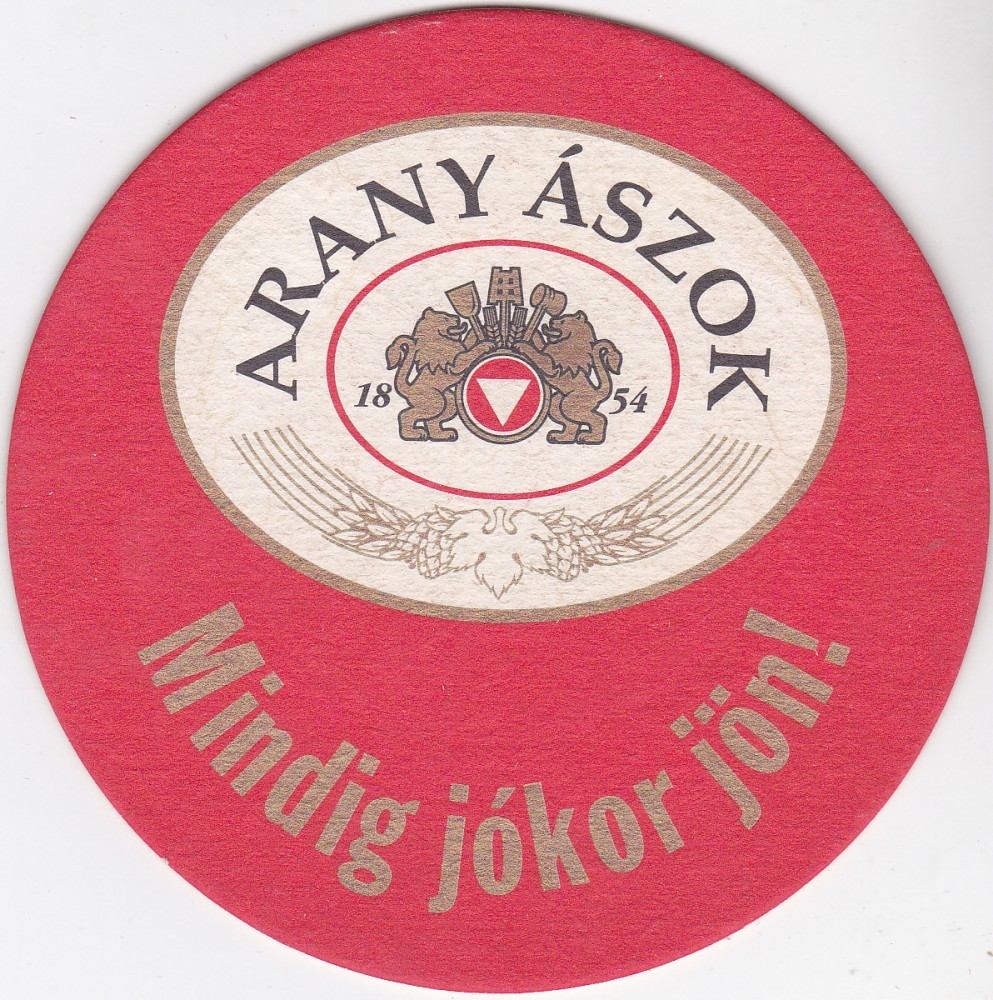 ARANY ÁSZOK
18 54
Mindig jókor jön!